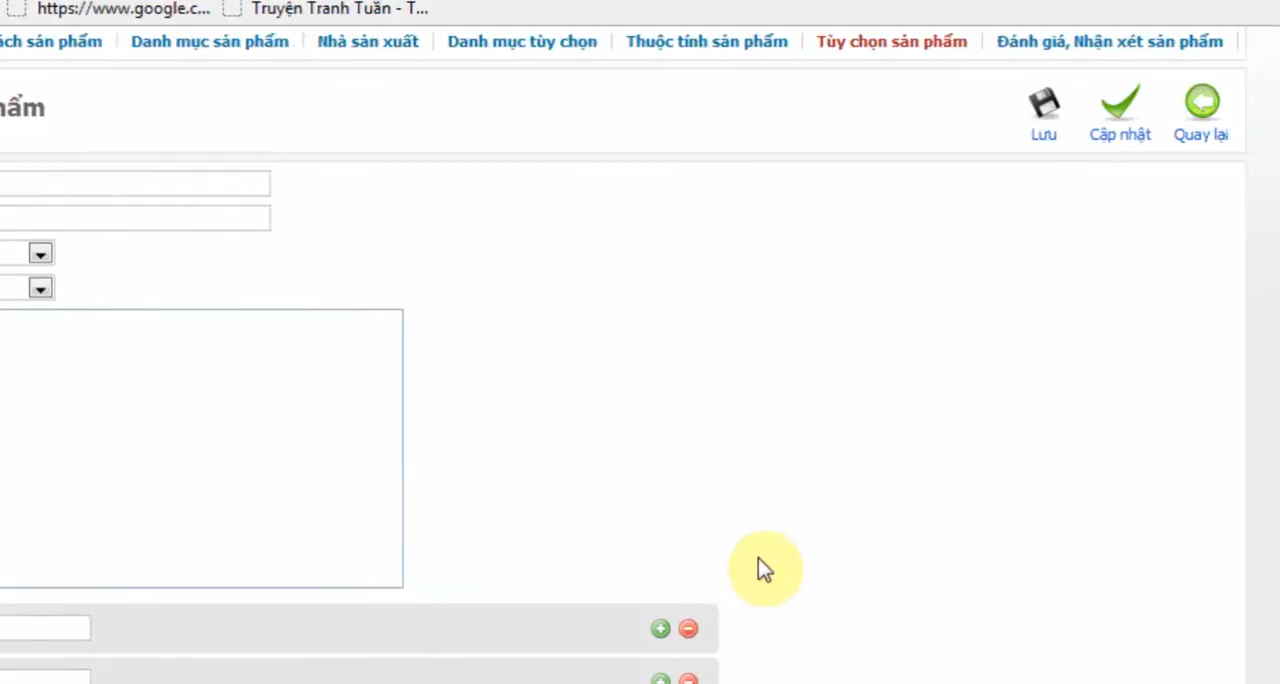 https://www.google.c... Truyện Tranh Tuần - T...
ách sản phẩm Danh mục sản phẩm Nhà sản xuất Danh mục tùy chọn Thuộc tính sản phẩm Tùy chọn sản phẩm Đánh giá, Nhận xét sản phẩm
hẩm
Lưu Cập nhật Quay lại